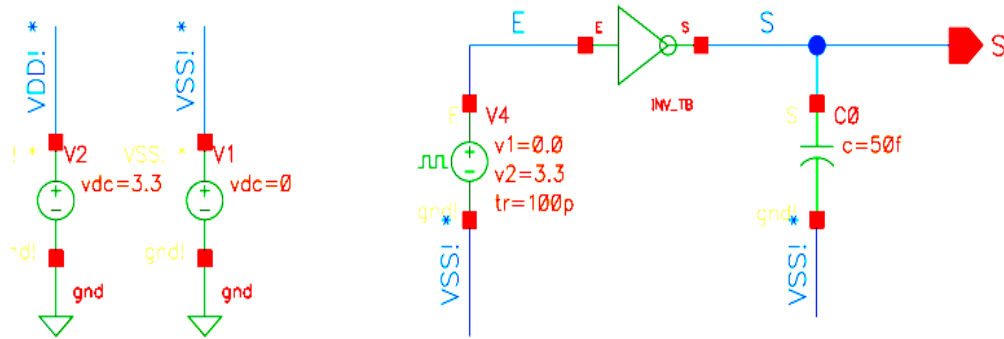 VDD! *
VSS! *
! *
V2
VSS. *
V1
vdc=3.3
vdc=0
nd!
gnd!
gnd
gnd
E
E
S
S
S
INV_TB
V4
v1=0.0
v2=3.3
tr=100p
gnd!
VSS! *
S
C0
c=50f
gnd!
VSS! *